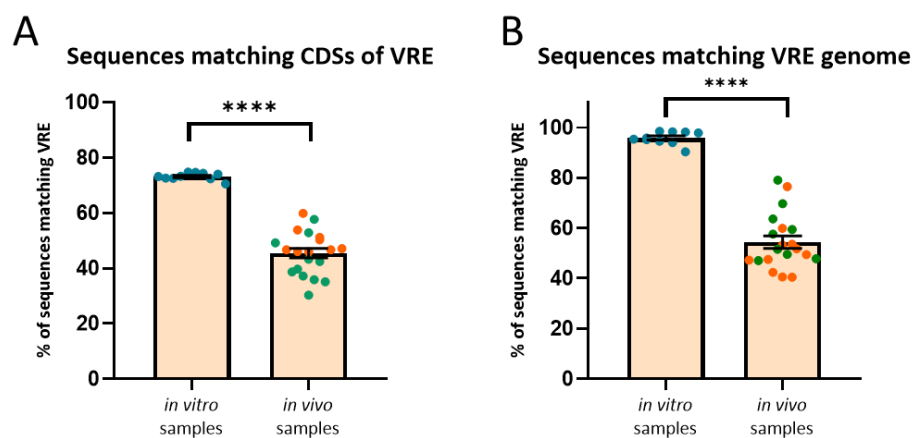 A
Sequences matching CDSs of VRE
% of sequences matching VRE
100
80
60
40
20
0
****
in vitro
samples
in vivo
samples
B
Sequences matching VRE genome
% of sequences matching VRE
100
80
60
40
20
0
****
in vitro
samples
in vivo
samples